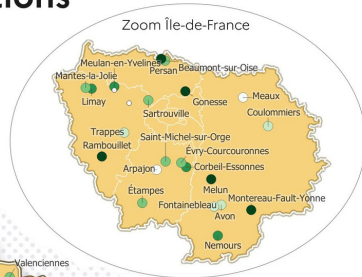 tions
Zoom Île-de-France
Meulan-en-Yvelines
Persan Beaumont-sur-Oise
Mantes-la-Jolie
Limay
Gonesse
Meaux
Sartrouville
Coulommiers
Trappes
Saint-Michel-sur-Orge
Rambouillet
Évry-Courcouronnes
Arpajon
Corbeil-Essonnes
Melun
Étampes
Fontainebleau
Montereau-Fault-Yonne
Avon
Nemours
Valenciennes